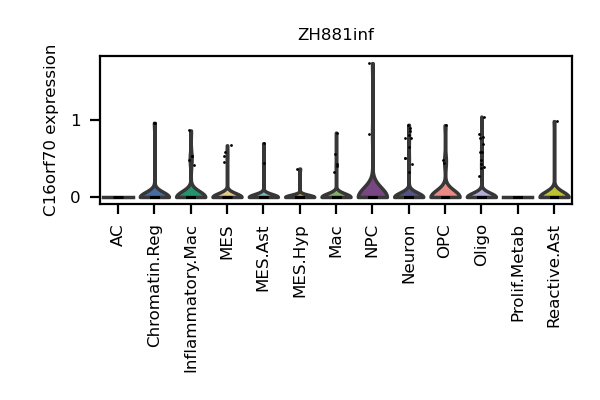 ZH881inf
C16orf70 expression
1
0
AC
Chromatin.Reg
Inflammatory.Mac
MES
MES.Ast
MES.Hyp
Mac
NPC
Neuron
OPC
Oligo
Prolif.Metab
Reactive.Ast